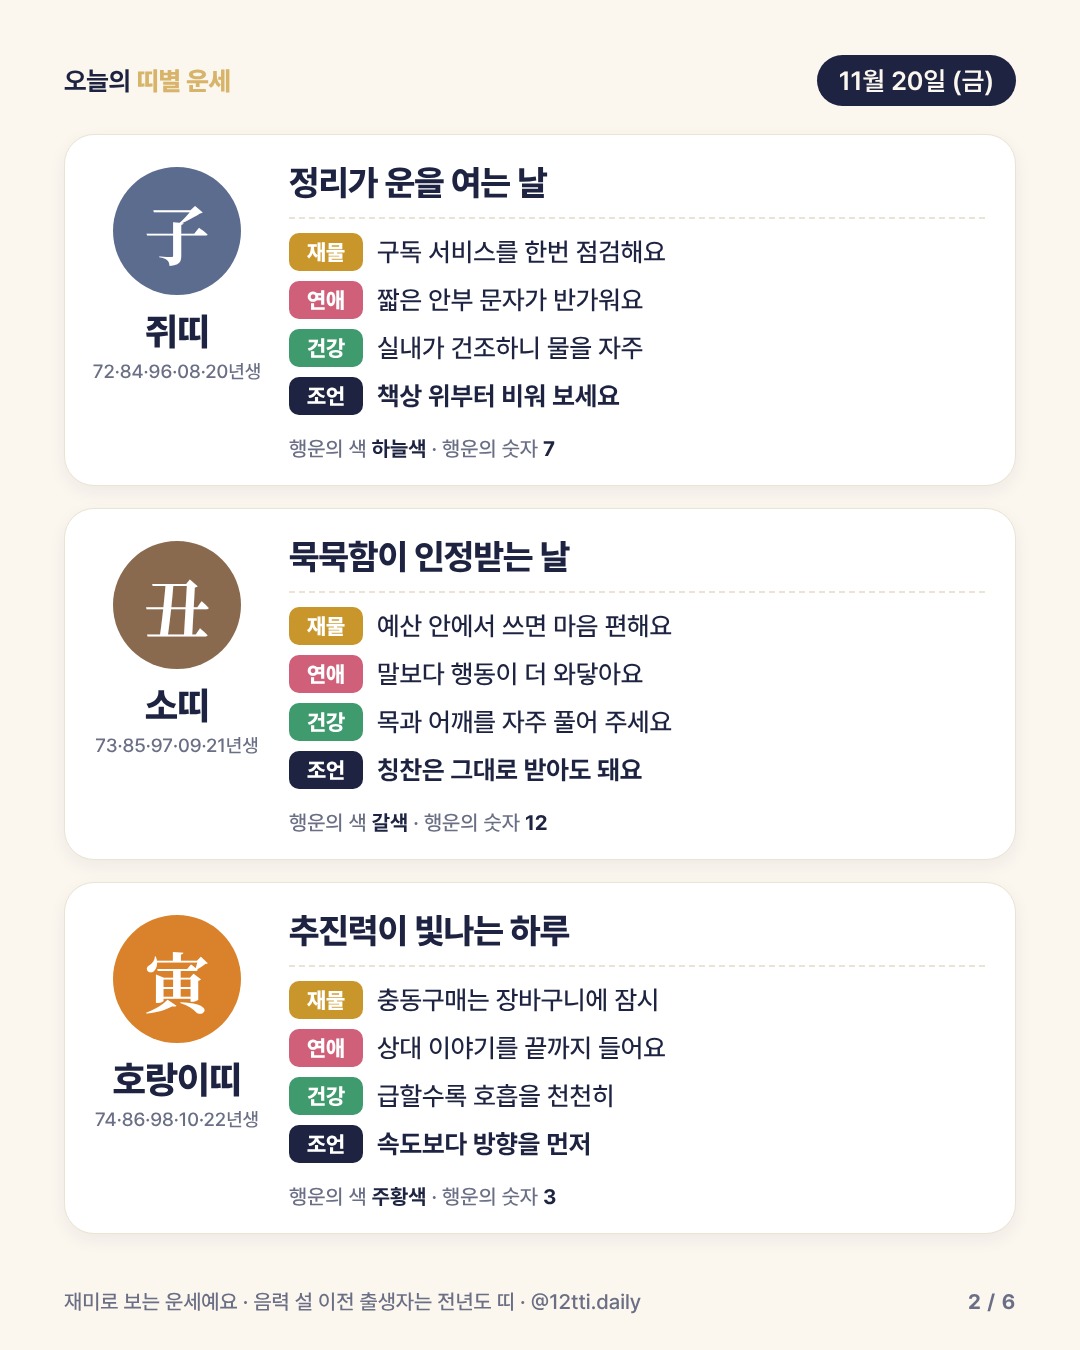 오늘의 띠별 운세
11월 20일 (금)
子
쥐띠
72·84·96·08·20년생
정리가 운을 여는 날
재물 구독 서비스를 한번 점검해요
연애 짧은 안부 문자가 반가워요
건강 실내가 건조하니 물을 자주
조언 책상 위부터 비워 보세요
행운의 색 하늘색 · 행운의 숫자 7
丑
소띠
73·85·97·09·21년생
묵묵함이 인정받는 날
재물 예산 안에서 쓰면 마음 편해요
연애 말보다 행동이 더 와닿아요
건강 목과 어깨를 자주 풀어 주세요
조언 칭찬은 그대로 받아도 돼요
행운의 색 갈색 · 행운의 숫자 12
寅
호랑이띠
74·86·98·10·22년생
추진력이 빛나는 하루
재물 충동구매는 장바구니에 잠시
연애 상대 이야기를 끝까지 들어요
건강 급할수록 호흡을 천천히
조언 속도보다 방향을 먼저
행운의 색 주황색 · 행운의 숫자 3
재미로 보는 운세예요 · 음력 설 이전 출생자는 전년도 띠 · @12tti.daily
2 / 6